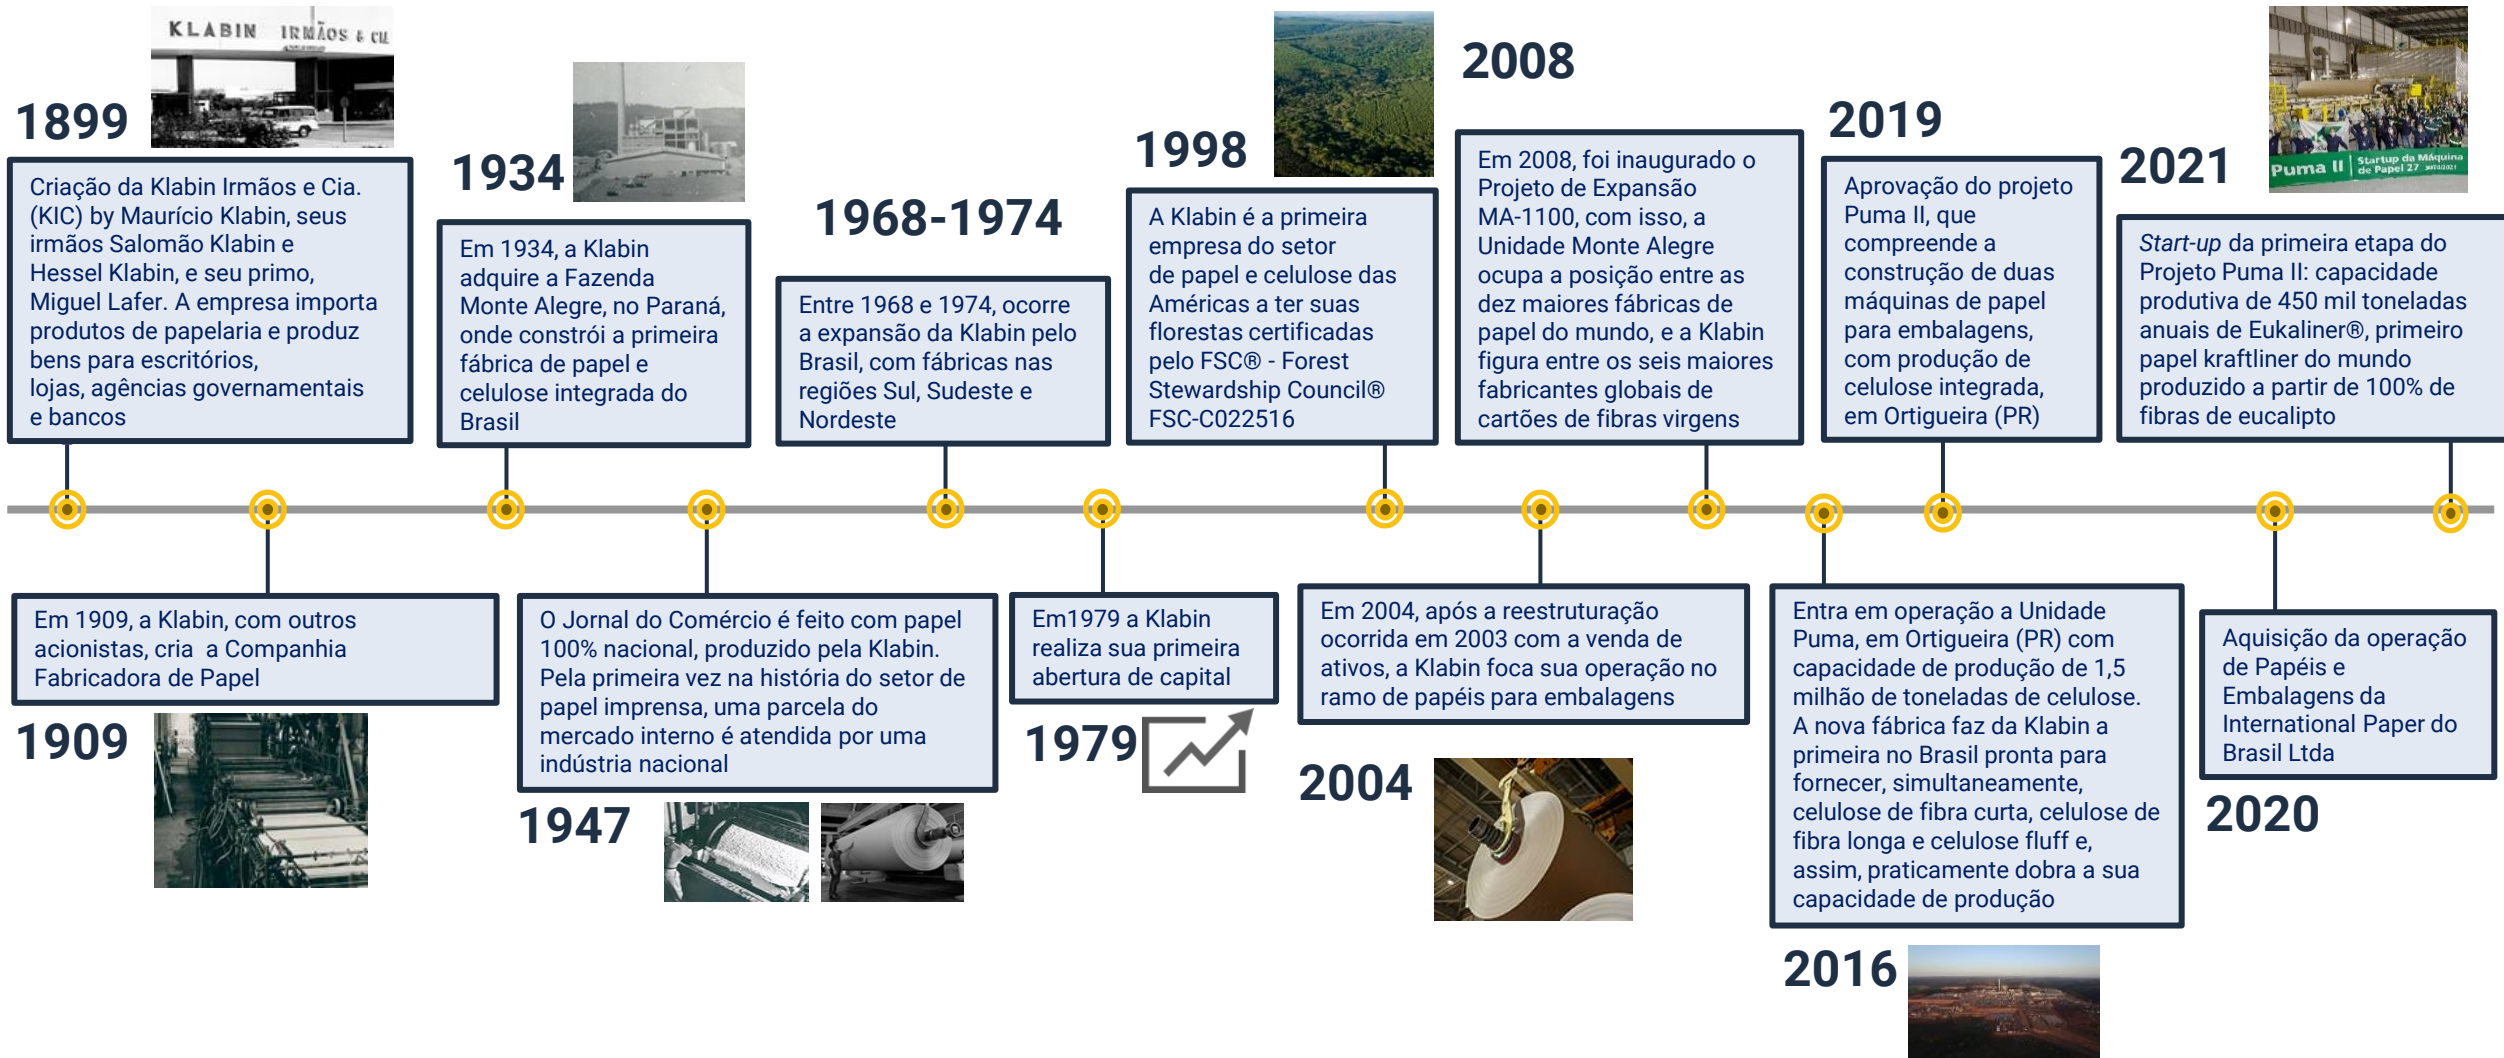 KLABIN IRMÃOS & CIA.
1899
Criação da Klabin Irmãos e Cia.
(KIC) by Maurício Klabin, seus
irmãos Salomão Klabin e
Hessel Klabin, e seu primo,
Miguel Lafer. A empresa importa
produtos de papelaria e produz
bens para escritórios,
lojas, agências governamentais
e bancos
1909
Em 1909, a Klabin, com outros
acionistas, cria  a Companhia
Fabricadora de Papel
1934
Em 1934, a Klabin
adquire a Fazenda
Monte Alegre, no Paraná,
onde constrói a primeira
fábrica de papel e
celulose integrada do
Brasil
1947
O Jornal do Comércio é feito com papel
100% nacional, produzido pela Klabin.
Pela primeira vez na história do setor de
papel imprensa, uma parcela do
mercado interno é atendida por uma
indústria nacional
1968-1974
Entre 1968 e 1974, ocorre
a expansão da Klabin pelo
Brasil, com fábricas nas
regiões Sul, Sudeste e
Nordeste
1979
Em1979 a Klabin
realiza sua primeira
abertura de capital
1998
A Klabin é a primeira
empresa do setor
de papel e celulose das
Américas a ter suas
florestas certificadas
pelo FSC® - Forest
Stewardship Council®
FSC-C022516
2004
Em 2004, após a reestruturação
ocorrida em 2003 com a venda de
ativos, a Klabin foca sua operação no
ramo de papéis para embalagens
2008
Em 2008, foi inaugurado o
Projeto de Expansão
MA-1100, com isso, a
Unidade Monte Alegre
ocupa a posição entre as
dez maiores fábricas de
papel do mundo, e a Klabin
figura entre os seis maiores
fabricantes globais de
cartões de fibras virgens
2016
Entra em operação a Unidade
Puma, em Ortigueira (PR) com
capacidade de produção de 1,5
milhão de toneladas de celulose.
A nova fábrica faz da Klabin a
primeira no Brasil pronta para
fornecer, simultaneamente,
celulose de fibra curta, celulose de
fibra longa e celulose fluff e,
assim, praticamente dobra a sua
capacidade de produção
2019
Aprovação do projeto
Puma II, que
compreende a
construção de duas
máquinas de papel
para embalagens,
com produção de
celulose integrada,
em Ortigueira (PR)
2020
Aquisição da operação
de Papéis e
Embalagens da
International Paper do
Brasil Ltda
2021
Puma II
Startup da Máquina
de Papel 27
Start-up da primeira etapa do
Projeto Puma II: capacidade
produtiva de 450 mil toneladas
anuais de Eukaliner®, primeiro
papel kraftliner do mundo
produzido a partir de 100% de
fibras de eucalipto